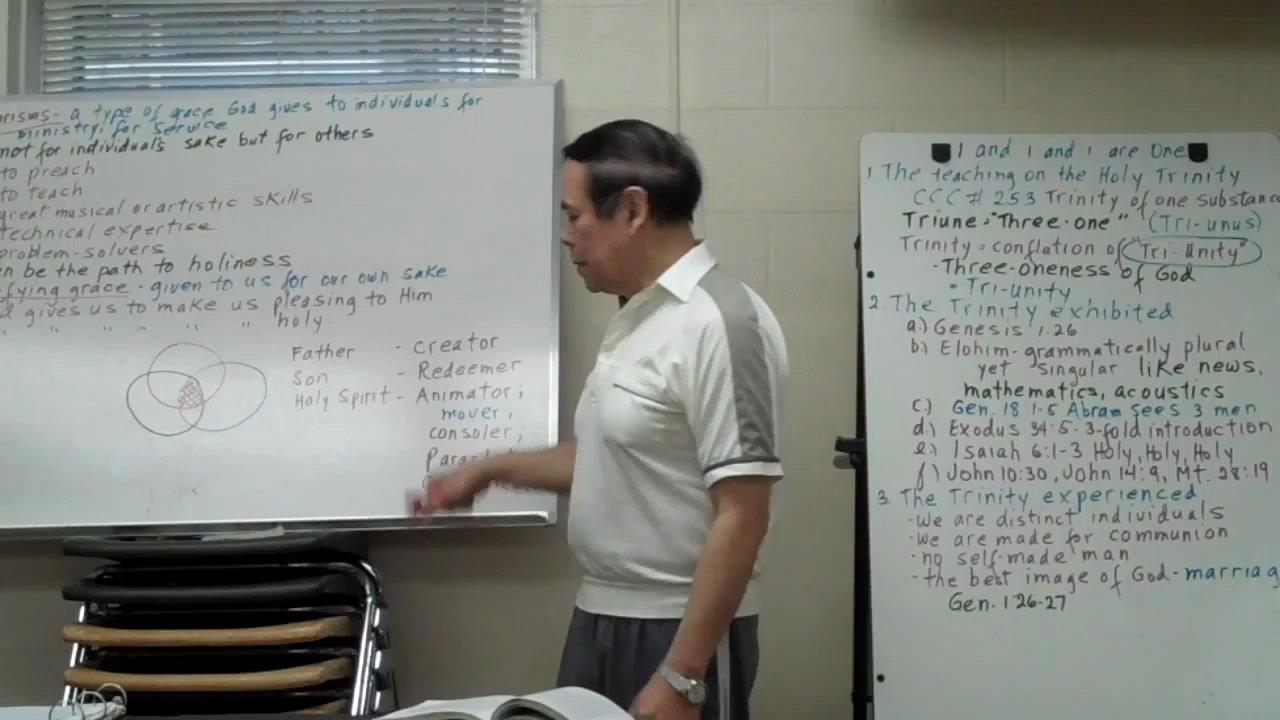 a type of grace God gives to individuals for
ministry, for service
not for individuals sake but for others
to preach
to teach
great musical or artistic skills
technical expertise
problem-solvers
be the path to holiness
grace - given to us for our own sake
gives us to make us pleasing to Him
" " " " " " holy
Father - Creator
Son - Redeemer
Holy Spirit - Animator;
mover,
consoler;
1 and 1 and 1 are One
1. The teaching on the Holy Trinity
CCC # 253 Trinity of one substance
Triune = "Three-one" (Tri-unus)
Trinity = conflation of "Tri-Unity"
- Three-oneness of God
= Tri-unity
2. The Trinity exhibited
a.) Genesis 1:26
b.) Elohim - grammatically plural
yet singular like news,
mathematics, acoustics
c.) Gen. 18:1-5 Abram sees 3 men
d.) Exodus 34:5 - 3-fold introduction
e.) Isaiah 6:1-3 Holy, Holy, Holy
f.) John 10:30, John 14:9, Mt. 28:19
3. The Trinity experienced
- we are distinct individuals
- we are made for communion
- no self-made man
- the best image of God -
Gen. 1:26-27